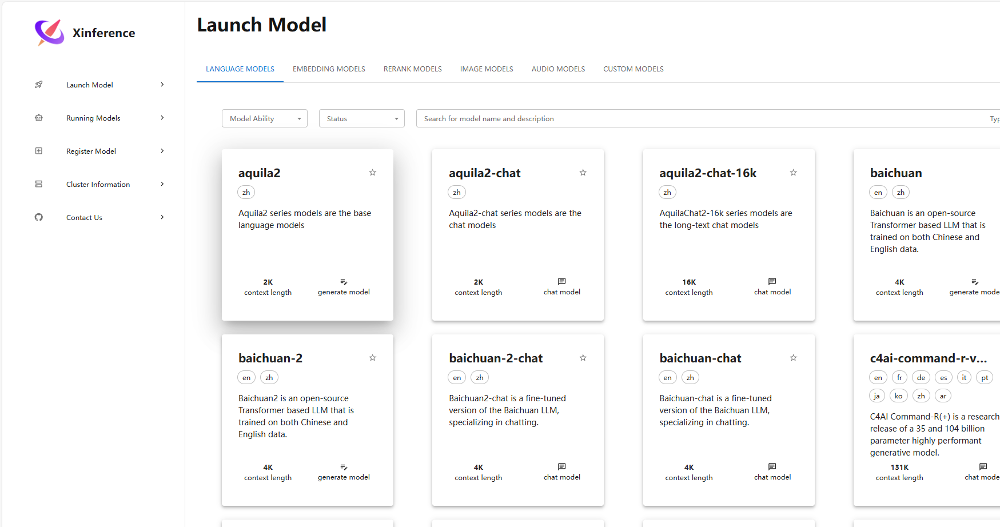 Xinference
Launch Model
Running Models
Register Model
Cluster Information
Contact Us
Launch Model
LANGUAGE MODELS
EMBEDDING MODELS
RERANK MODELS
IMAGE MODELS
AUDIO MODELS
CUSTOM MODELS
Model Ability
Status
Search for model name and description
Typ
aquila2
zh
Aquila2 series models are the base
language models
2K
context length
generate model
aquila2-chat
zh
Aquila2-chat series models are the
chat models
2K
context length
chat model
aquila2-chat-16k
zh
AquilaChat2-16k series models are
the long-text chat models
16K
context length
chat model
baichuan
en zh
Baichuan is an open-source
Transformer based LLM that is
trained on both Chinese and
English data.
4K
context length
generate mode
baichuan-2
en zh
Baichuan2 is an open-source
Transformer based LLM that is
trained on both Chinese and
English data.
4K
context length
generate model
baichuan-2-chat
en zh
Baichuan2-chat is a fine-tuned
version of the Baichuan LLM,
specializing in chatting.
4K
context length
chat model
baichuan-chat
en zh
Baichuan-chat is a fine-tuned
version of the Baichuan LLM,
specializing in chatting.
4K
context length
chat model
c4ai-command-r-v...
en fr de es it pt
ja ko zh ar
C4AI Command-R(+) is a research
release of a 35 and 104 billion
parameter highly performant
generative model.
131K
context length
chat mode